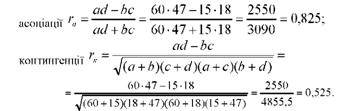 асоціації r_a = (ad - bc)/(ad + bc) = (60·47 - 15·18)/(60·47 + 15·18) = 2550/3090 = 0,825;
контингенції r_к = (ad - bc)/√((a + b)(c + d)(a + c)(b + d)) =
= (60·47 - 15·18)/√((60 + 15)(18 + 47)(60 + 18)(15 + 47)) = 2550/4855,5 = 0,525.